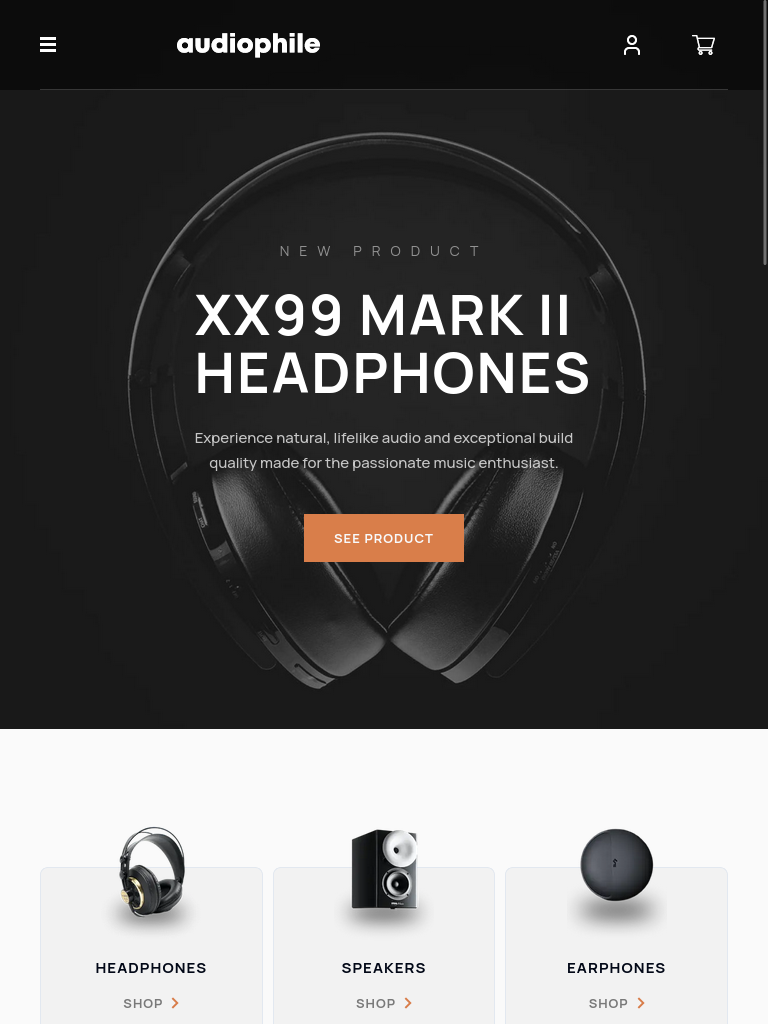 audiophile
NEW PRODUCT
XX99 MARK II
HEADPHONES
Experience natural, lifelike audio and exceptional build
quality made for the passionate music enthusiast.
SEE PRODUCT
HEADPHONES
SPEAKERS
EARPHONES
SHOP
SHOP
SHOP